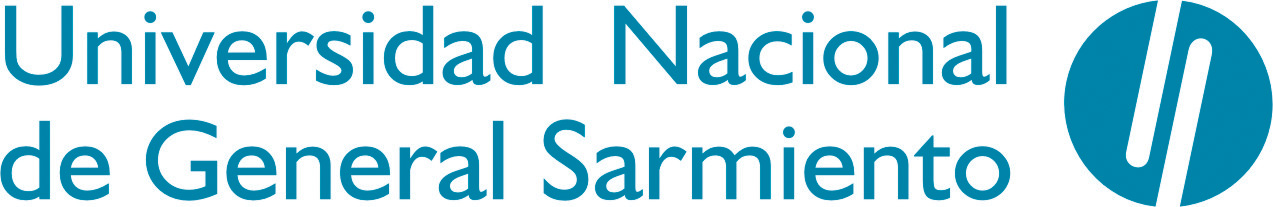 Universidad Nacional
de General Sarmiento